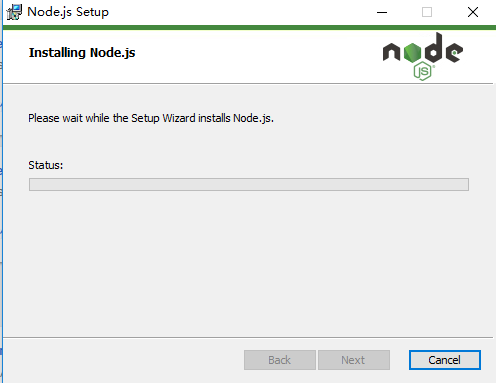 Node.js Setup
Installing Node.js
node
JS
Please wait while the Setup Wizard installs Node.js.
Status:
Back
Next
Cancel